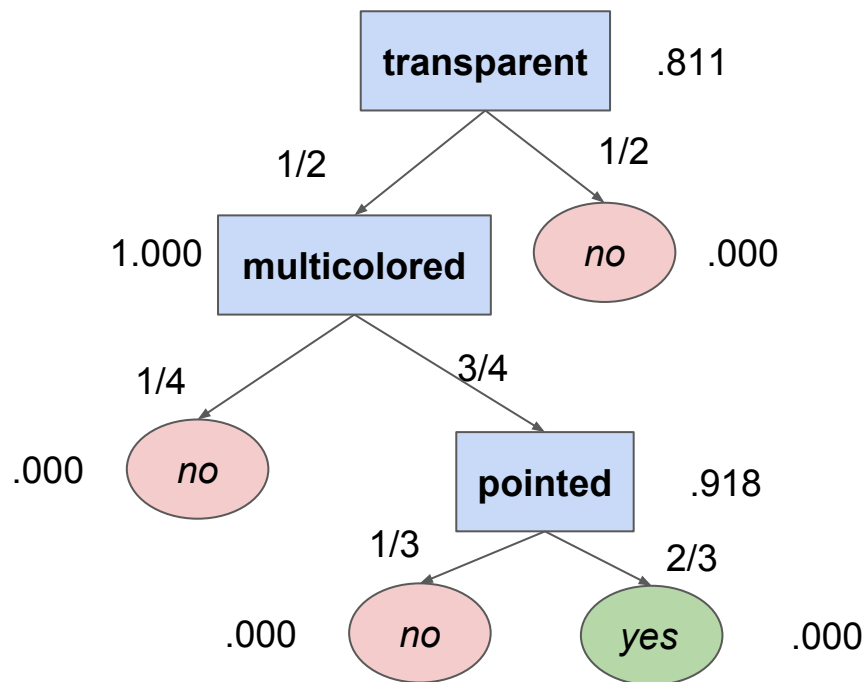 transparent
.811
1/2
1/2
1.000
multicolored
no
.000
1/4
3/4
.000
no
pointed
.918
1/3
2/3
.000
no
yes
.000